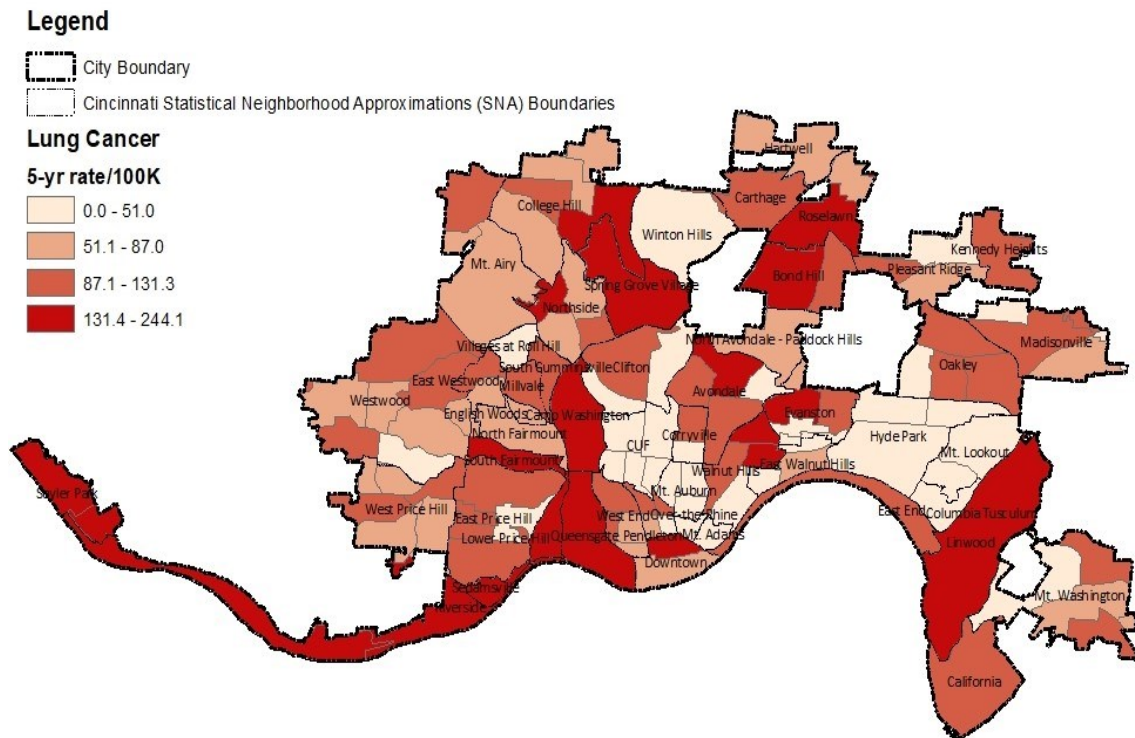 Legend
City Boundary
Cincinnati Statistical Neighborhood Approximations (SNA) Boundaries
Lung Cancer
5-yr rate/100K
0.0 - 51.0
51.1 - 87.0
87.1 - 131.3
131.4 - 244.1
Hartwell
College Hill
Carthage
Roselawn
Winton Hills
Kennedy Heights
Mt. Airy
Pleasant Ridge
Bond Hill
Spring Grove Village
Northside
North Avondale - Paddock Hills
Madisonville
Villages at Roll Hill
South Cumminsville
Clifton
Oakley
East Westwood
Millvale
Avondale
Westwood
English Woods
Camp Washington
Evanston
North Fairmount
Corryville
Hyde Park
CUF
Mt. Lookout
South Fairmount
Walnut Hills
East Walnut Hills
Sayler Park
Mt. Auburn
West Price Hill
East Price Hill
West End
Over-the-Rhine
East End
Columbia Tusculum
Lower Price Hill
Queensgate
Pendleton
Mt. Adams
Linwood
Downtown
Sedamsville
Mt. Washington
Riverside
California